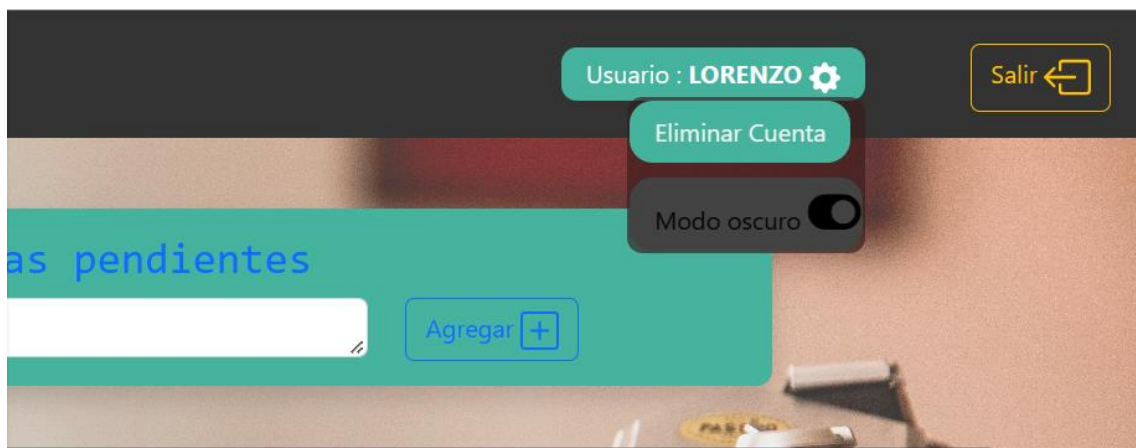 Usuario : LORENZO
Salir
Eliminar Cuenta
Modo oscuro
as pendientes
Agregar